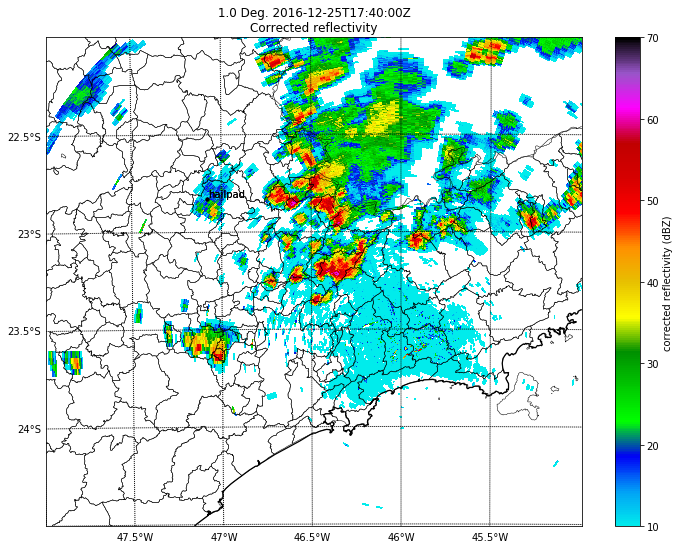 1.0 Deg. 2016-12-25T17:40:00Z
Corrected reflectivity
22.5°S
23°S
23.5°S
24°S
47.5°W
47°W
46.5°W
46°W
45.5°W
hailpad
70
60
50
40
30
20
10
corrected reflectivity (dBZ)